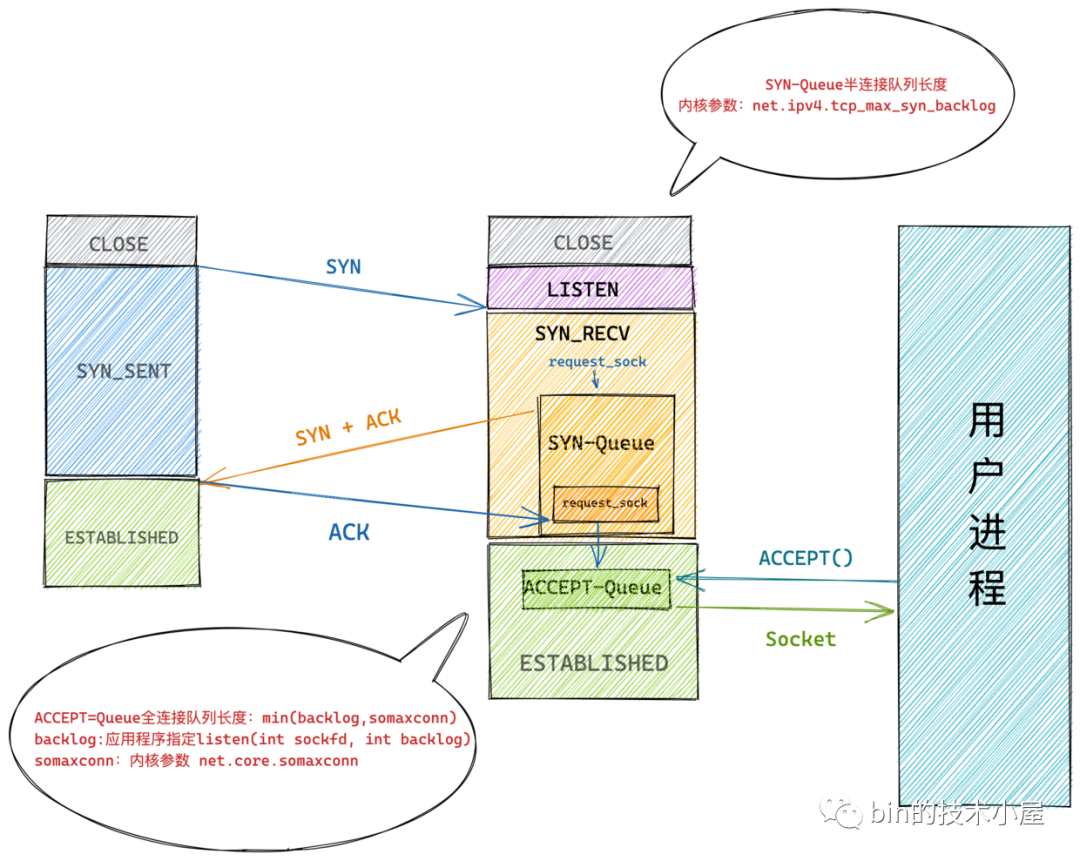 SYN-Queue半连接队列长度
内核参数：net.ipv4.tcp_max_syn_backlog
CLOSE
SYN
CLOSE
LISTEN
SYN_SENT
SYN_RECV
request_sock
SYN + ACK
SYN-Queue
request_sock
ESTABLISHED
ACK
ACCEPT-Queue
ESTABLISHED
ACCEPT()
Socket
用户进程
ACCEPT=Queue全连接队列长度：min(backlog,somaxconn)
backlog:应用程序指定listen(int sockfd, int backlog)
somaxconn：内核参数 net.core.somaxconn
bin的技术小屋